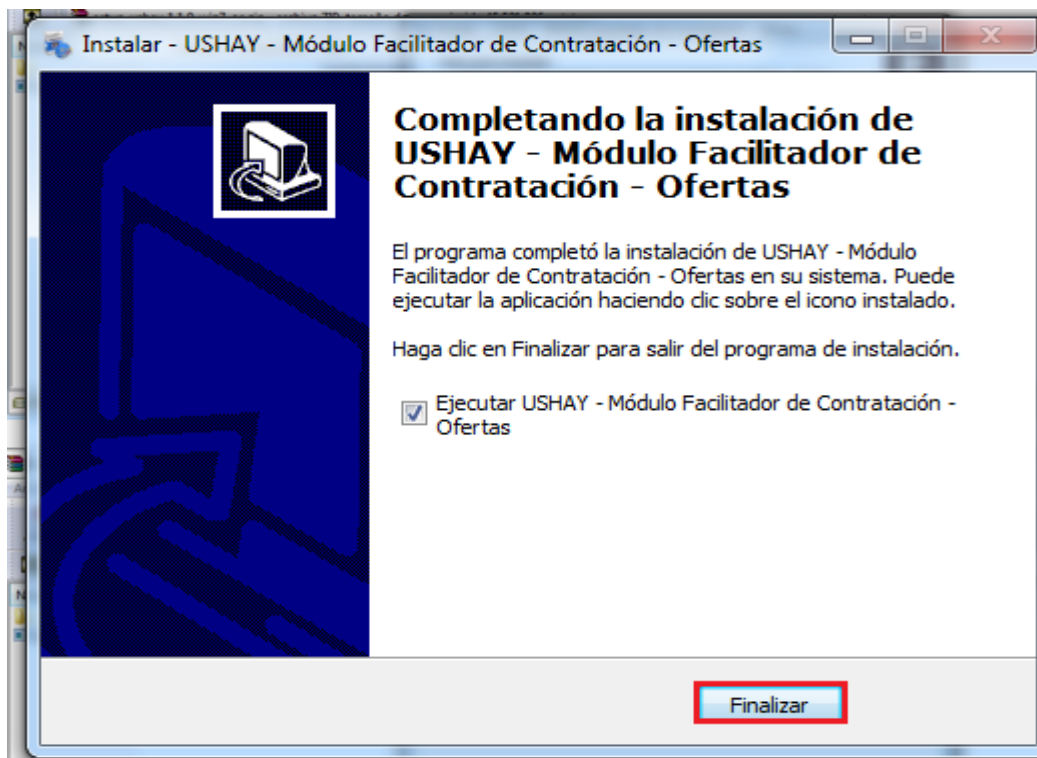 Instalar - USHAY - Módulo Facilitador de Contratación - Ofertas
Completando la instalación de
USHAY - Módulo Facilitador de
Contratación - Ofertas
El programa completó la instalación de USHAY - Módulo
Facilitador de Contratación - Ofertas en su sistema. Puede
ejecutar la aplicación haciendo clic sobre el icono instalado.
Haga clic en Finalizar para salir del programa de instalación.
Ejecutar USHAY - Módulo Facilitador de Contratación -
Ofertas
Finalizar